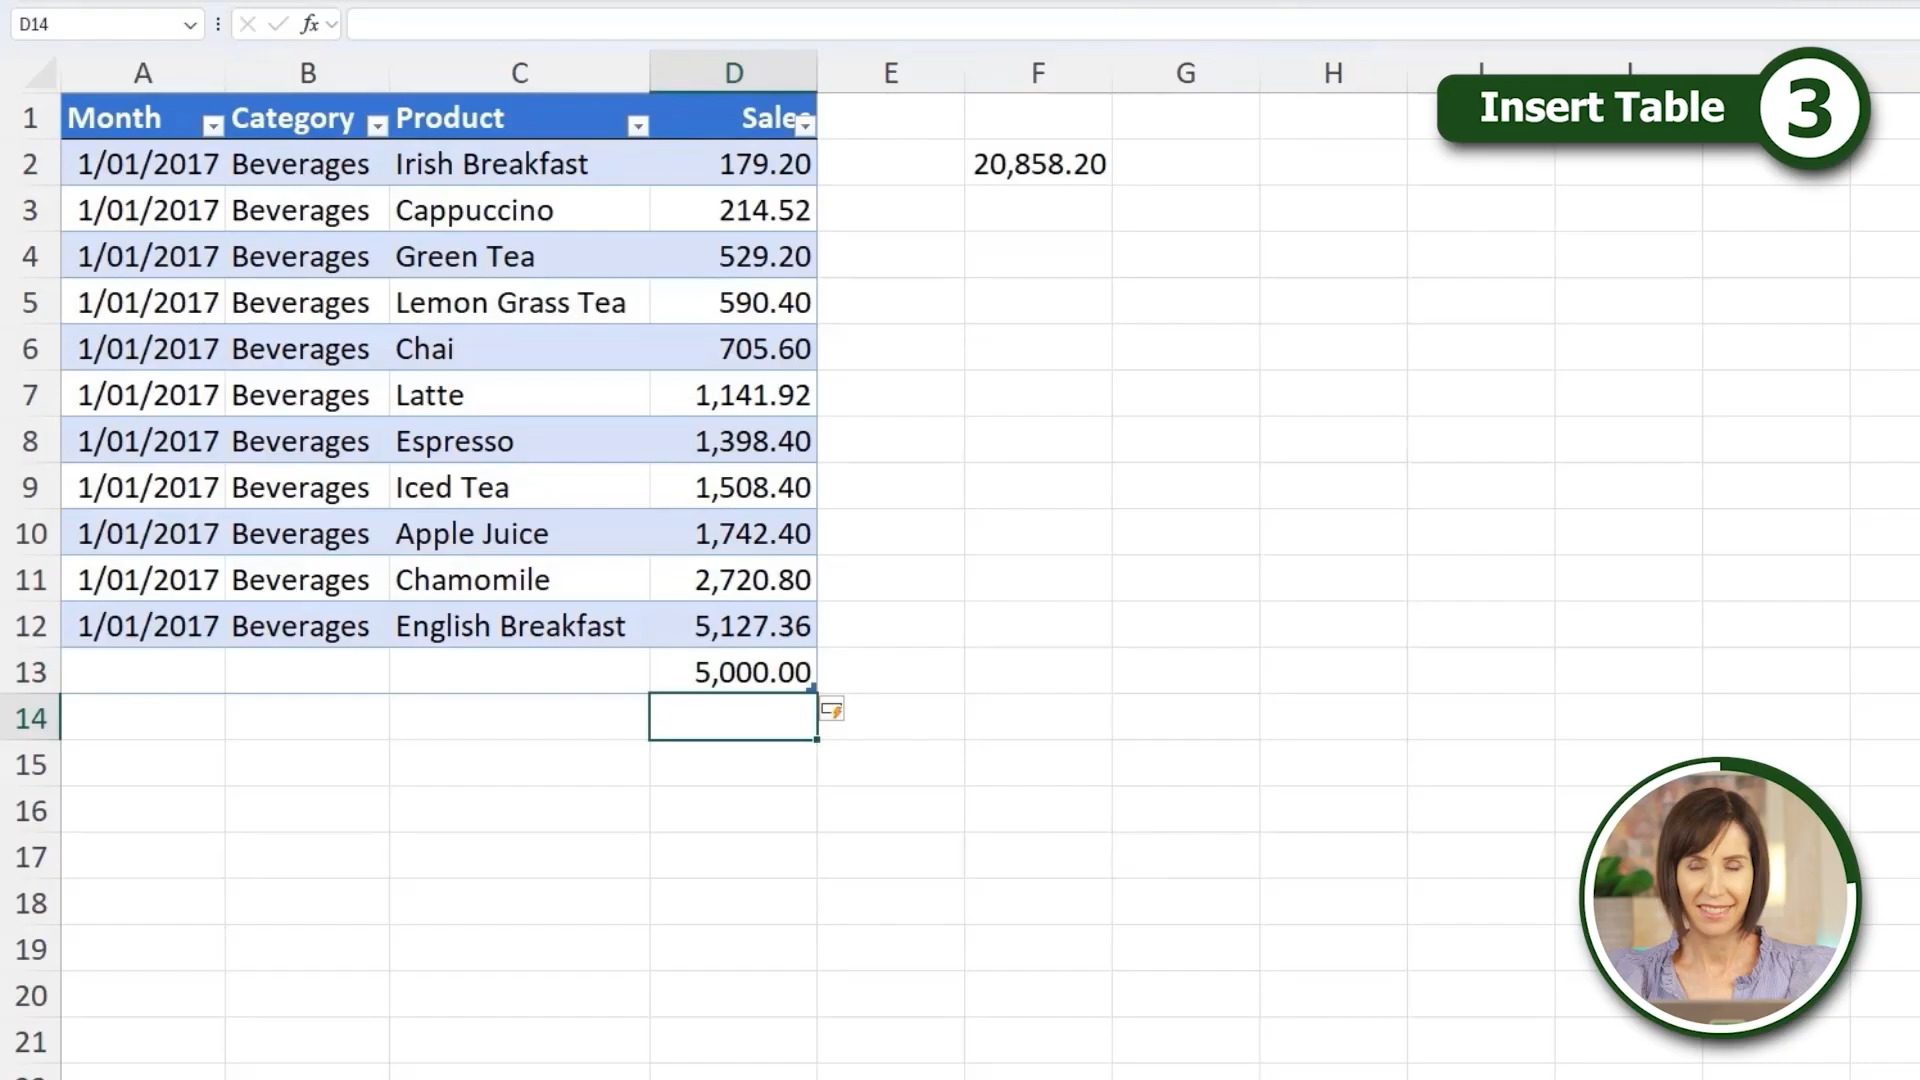 D14
fx
A B C D E F G H
Insert Table 3
1 Month Category Product Sales
2 1/01/2017 Beverages Irish Breakfast 179.20 20,858.20
3 1/01/2017 Beverages Cappuccino 214.52
4 1/01/2017 Beverages Green Tea 529.20
5 1/01/2017 Beverages Lemon Grass Tea 590.40
6 1/01/2017 Beverages Chai 705.60
7 1/01/2017 Beverages Latte 1,141.92
8 1/01/2017 Beverages Espresso 1,398.40
9 1/01/2017 Beverages Iced Tea 1,508.40
10 1/01/2017 Beverages Apple Juice 1,742.40
11 1/01/2017 Beverages Chamomile 2,720.80
12 1/01/2017 Beverages English Breakfast 5,127.36
13 5,000.00
14
15
16
17
18
19
20
21